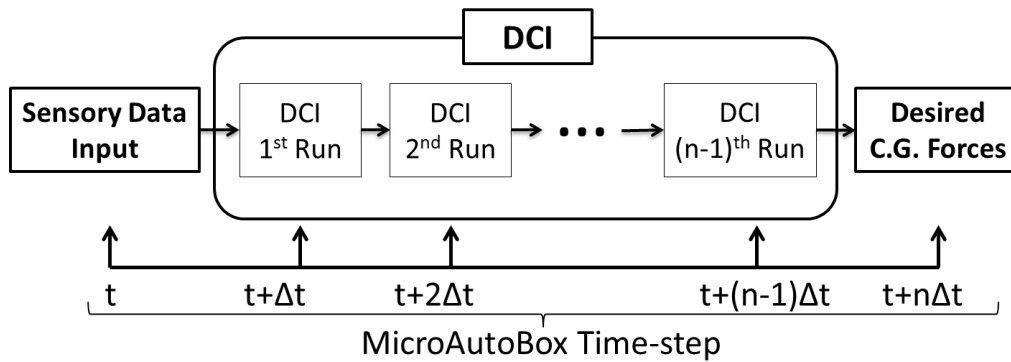 DCI
Sensory Data
Input
DCI
1st Run
DCI
2nd Run
...
DCI
(n-1)th Run
Desired
C.G. Forces
t
t+Δt
t+2Δt
t+(n-1)Δt
t+nΔt
MicroAutoBox Time-step